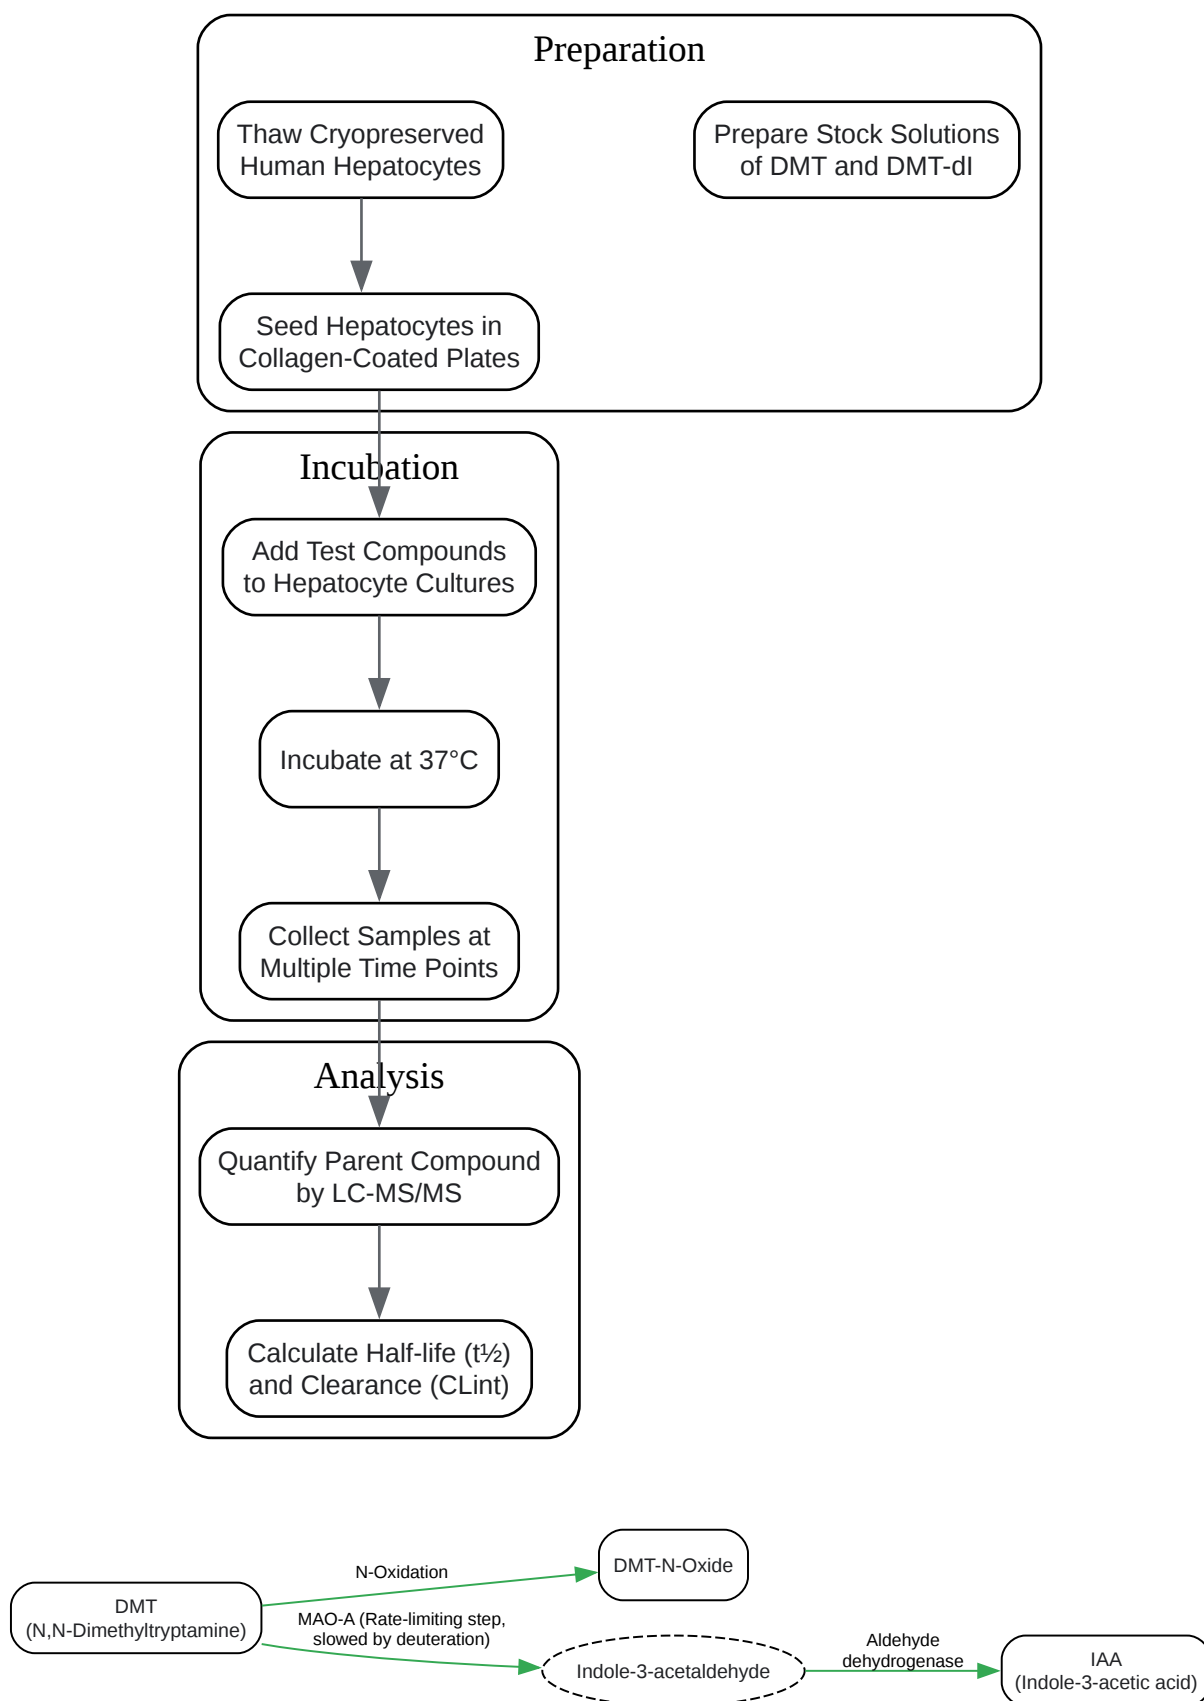 Preparation
Thaw Cryopreserved
Human Hepatocytes
Prepare Stock Solutions
of DMT and DMT-dI
Seed Hepatocytes in
Collagen-Coated Plates
Incubation
Add Test Compounds
to Hepatocyte Cultures
Incubate at 37°C
Collect Samples at
Multiple Time Points
Analysis
Quantify Parent Compound
by LC-MS/MS
Calculate Half-life (t½)
and Clearance (CLint)
DMT
(N,N-Dimethyltryptamine)
N-Oxidation
DMT-N-Oxide
MAO-A (Rate-limiting step,
slowed by deuteration)
Indole-3-acetaldehyde
Aldehyde
dehydrogenase
IAA
(Indole-3-acetic acid)